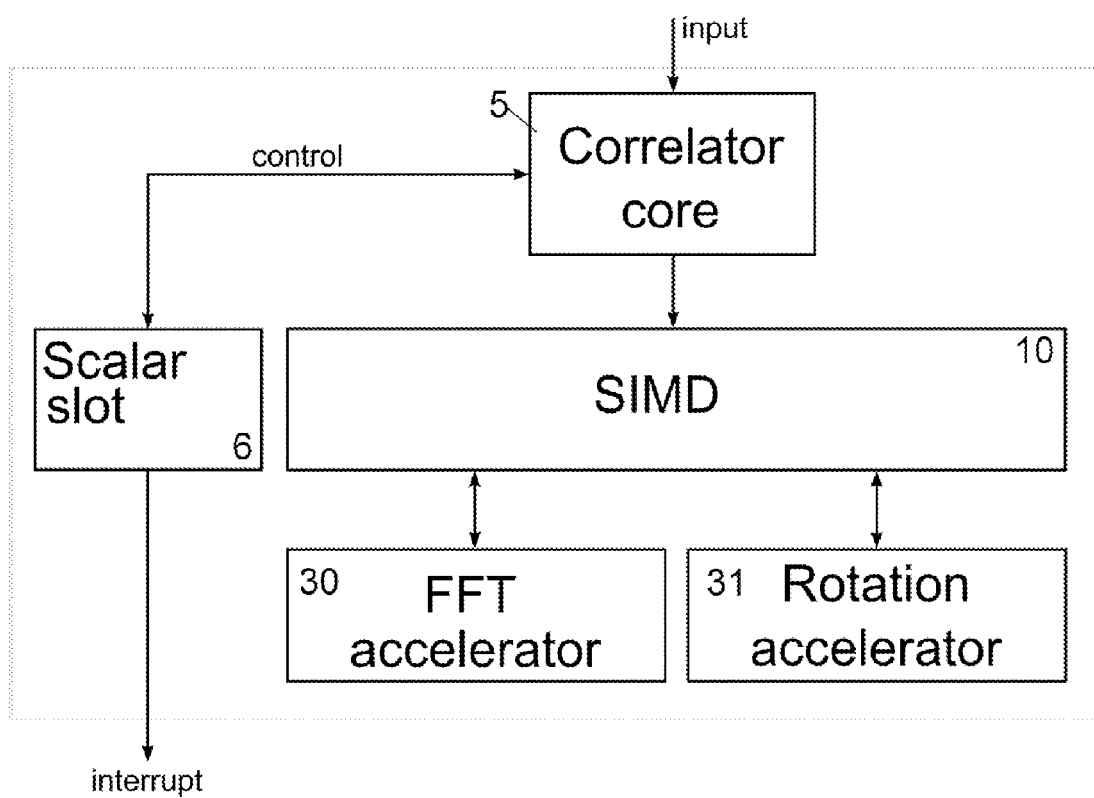 input
5
Correlator
core
control
Scalar
slot
6
10
SIMD
30
FFT
accelerator
31
Rotation
accelerator
interrupt